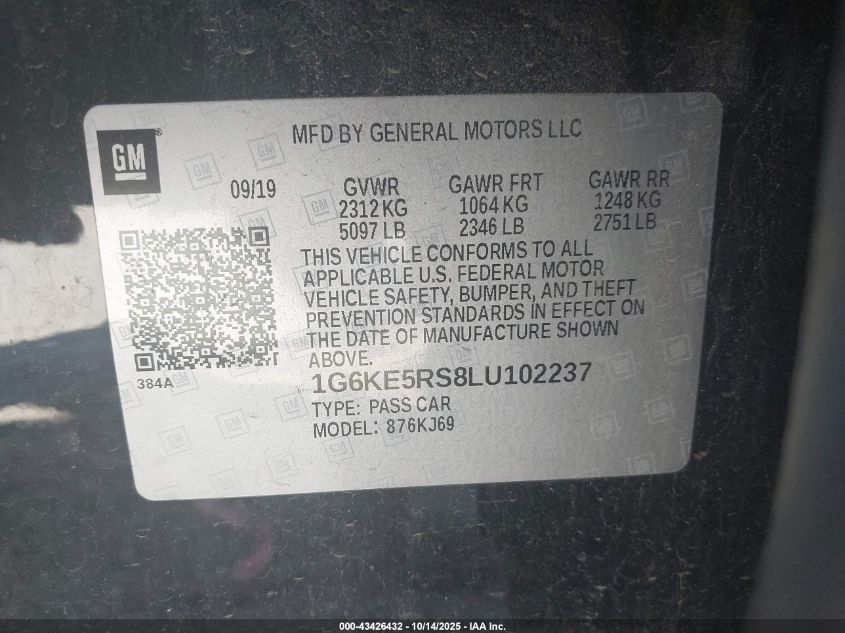 GM
®
MFD BY GENERAL MOTORS LLC
09/19
GVWR
2312 KG
5097 LB
GAWR FRT
1064 KG
2346 LB
GAWR RR
1248 KG
2751 LB
THIS VEHICLE CONFORMS TO ALL
APPLICABLE U.S. FEDERAL MOTOR
VEHICLE SAFETY, BUMPER, AND THEFT
PREVENTION STANDARDS IN EFFECT ON
THE DATE OF MANUFACTURE SHOWN
ABOVE.
384A
1G6KE5RS8LU102237
TYPE: PASS CAR
MODEL: 876KJ69
000-43426432 - 10/14/2025 - IAA Inc.